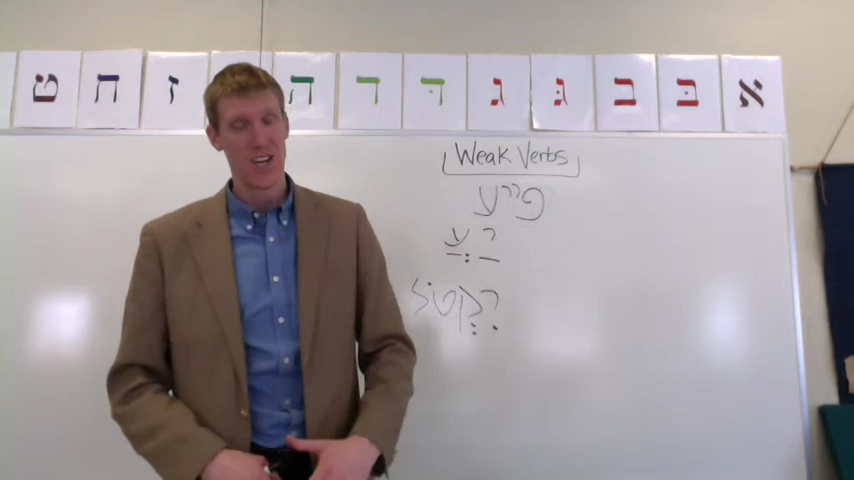 א בּ ב גּ ג דּ ד ה ז ח ט
Weak Verbs
פ״ע
יַעֲ
יִקְטֹל